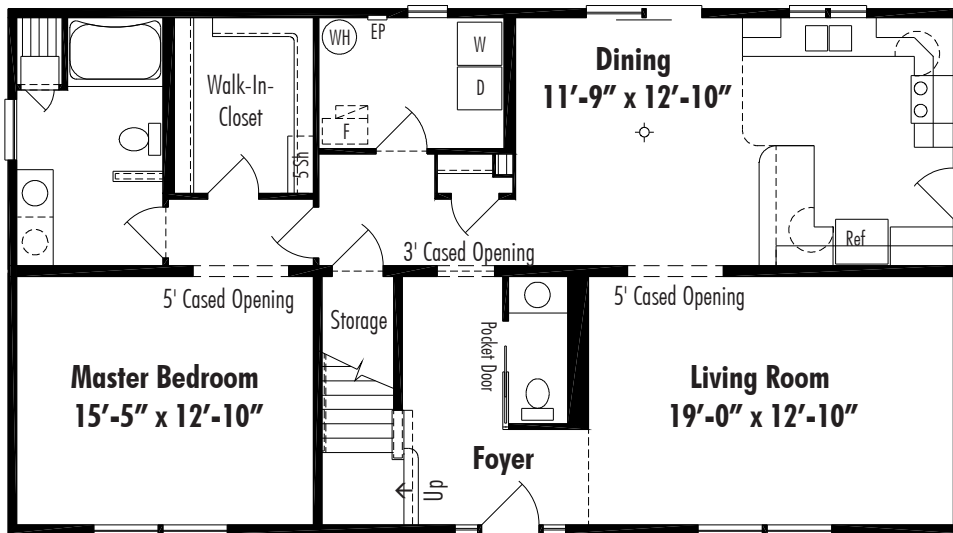 WH
EP
W
D
F
Walk-In-
Closet
5 Sh
Dining
11’-9” x 12’-10”
Ref
3' Cased Opening
5' Cased Opening
5' Cased Opening
Storage
Pocket Door
Master Bedroom
15’-5” x 12’-10”
Living Room
19’-0” x 12’-10”
Foyer
Up